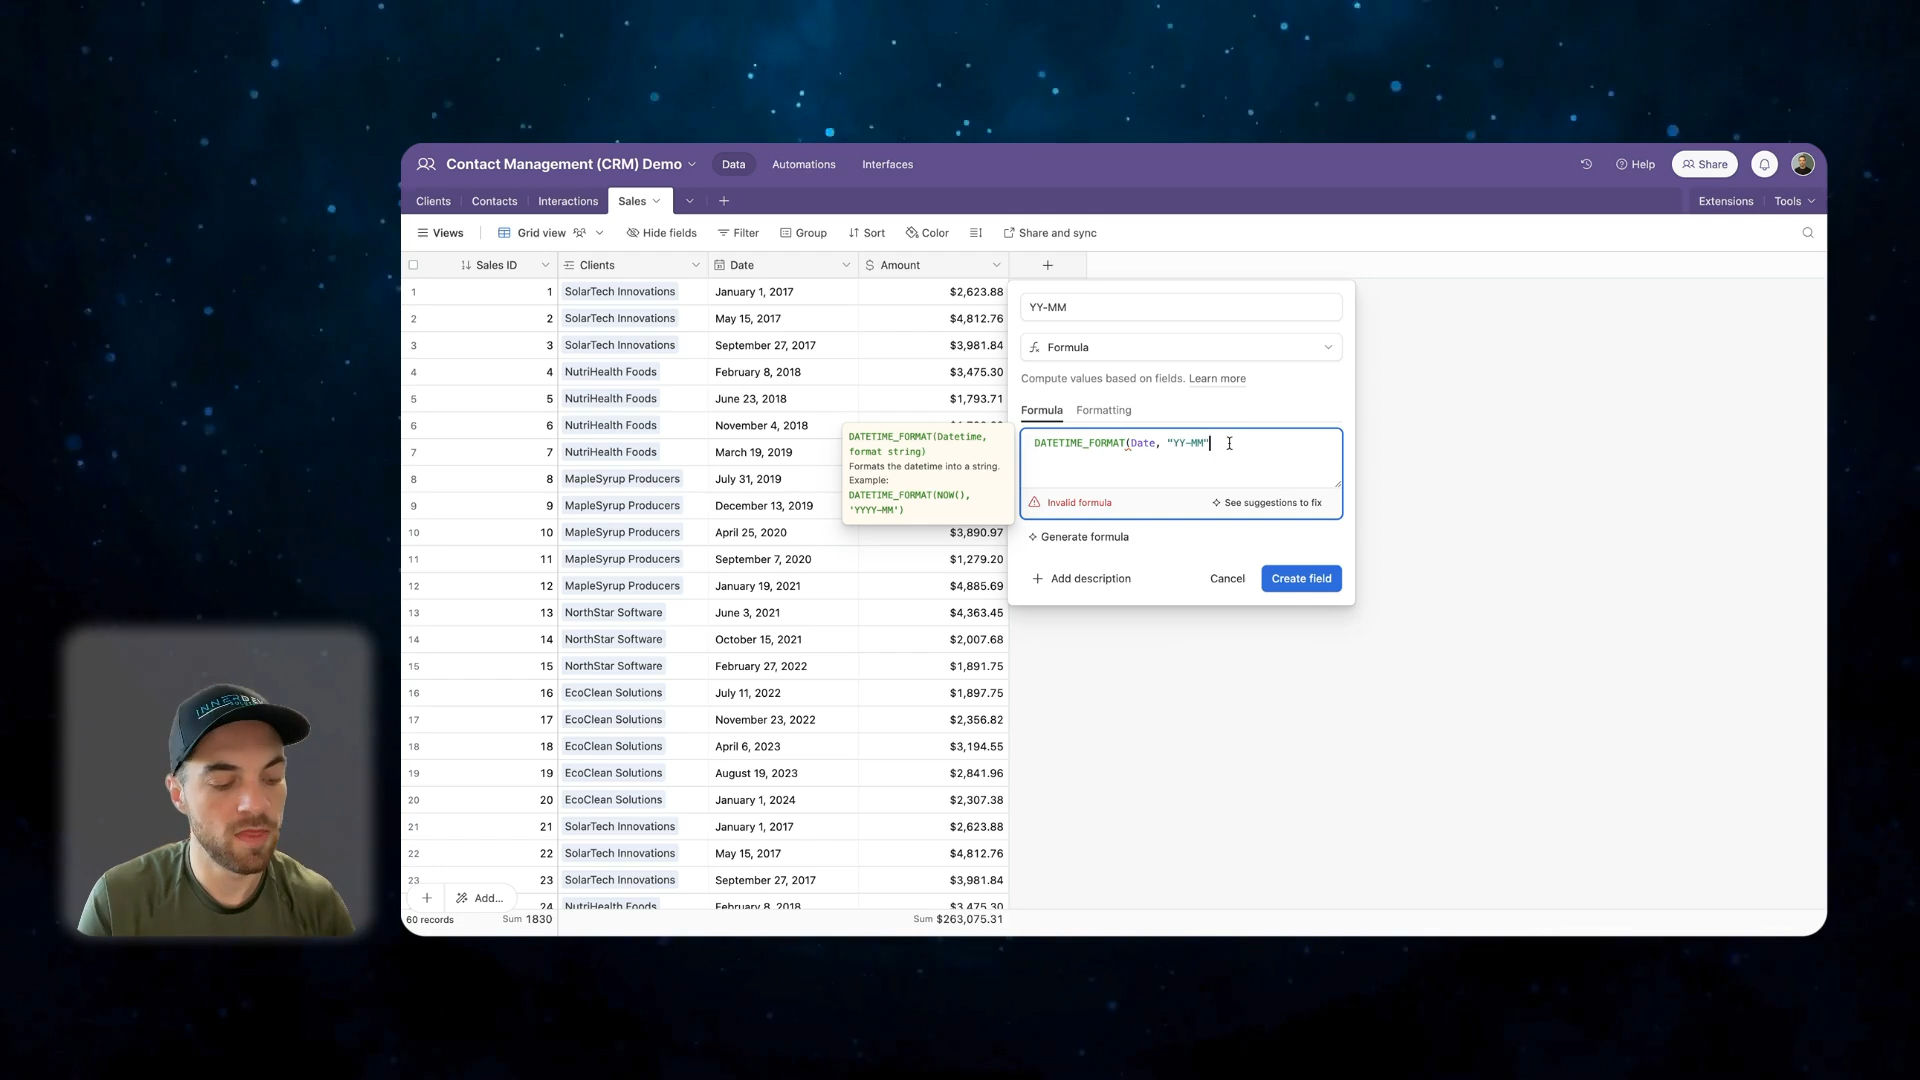 Contact Management (CRM) Demo Data Automations Interfaces Help Share
Clients Contacts Interactions Sales Extensions Tools
Views Grid view Hide fields Filter Group Sort Color Share and sync
Sales ID Clients Date Amount
1 1 SolarTech Innovations January 1, 2017 $2,623.88
2 2 SolarTech Innovations May 15, 2017 $4,812.76
3 3 SolarTech Innovations September 27, 2017 $3,981.84
4 4 NutriHealth Foods February 8, 2018 $3,475.30
5 5 NutriHealth Foods June 23, 2018 $1,793.71
6 6 NutriHealth Foods November 4, 2018
7 7 NutriHealth Foods March 19, 2019
8 8 MapleSyrup Producers July 31, 2019
9 9 MapleSyrup Producers December 13, 2019
10 10 MapleSyrup Producers April 25, 2020 $3,890.97
11 11 MapleSyrup Producers September 7, 2020 $1,279.20
12 12 MapleSyrup Producers January 19, 2021 $4,885.69
13 13 NorthStar Software June 3, 2021 $4,363.45
14 14 NorthStar Software October 15, 2021 $2,007.68
15 15 NorthStar Software February 27, 2022 $1,891.75
16 16 EcoClean Solutions July 11, 2022 $1,897.75
17 17 EcoClean Solutions November 23, 2022 $2,356.82
18 18 EcoClean Solutions April 6, 2023 $3,194.55
19 19 EcoClean Solutions August 19, 2023 $2,841.96
20 20 EcoClean Solutions January 1, 2024 $2,307.38
21 21 SolarTech Innovations January 1, 2017 $2,623.88
22 22 SolarTech Innovations May 15, 2017 $4,812.76
23 23 SolarTech Innovations September 27, 2017 $3,981.84
24 NutriHealth Foods February 8, 2018 $3,475.30
Add...
60 records Sum 1830 Sum $263,075.31
DATETIME_FORMAT(Datetime,
format string)
Formats the datetime into a string.
Example:
DATETIME_FORMAT(NOW(),
'YYYY-MM')
YY-MM
Formula
Compute values based on fields. Learn more
Formula Formatting
DATETIME_FORMAT(Date, "YY-MM"
Invalid formula See suggestions to fix
Generate formula
Add description Cancel Create field